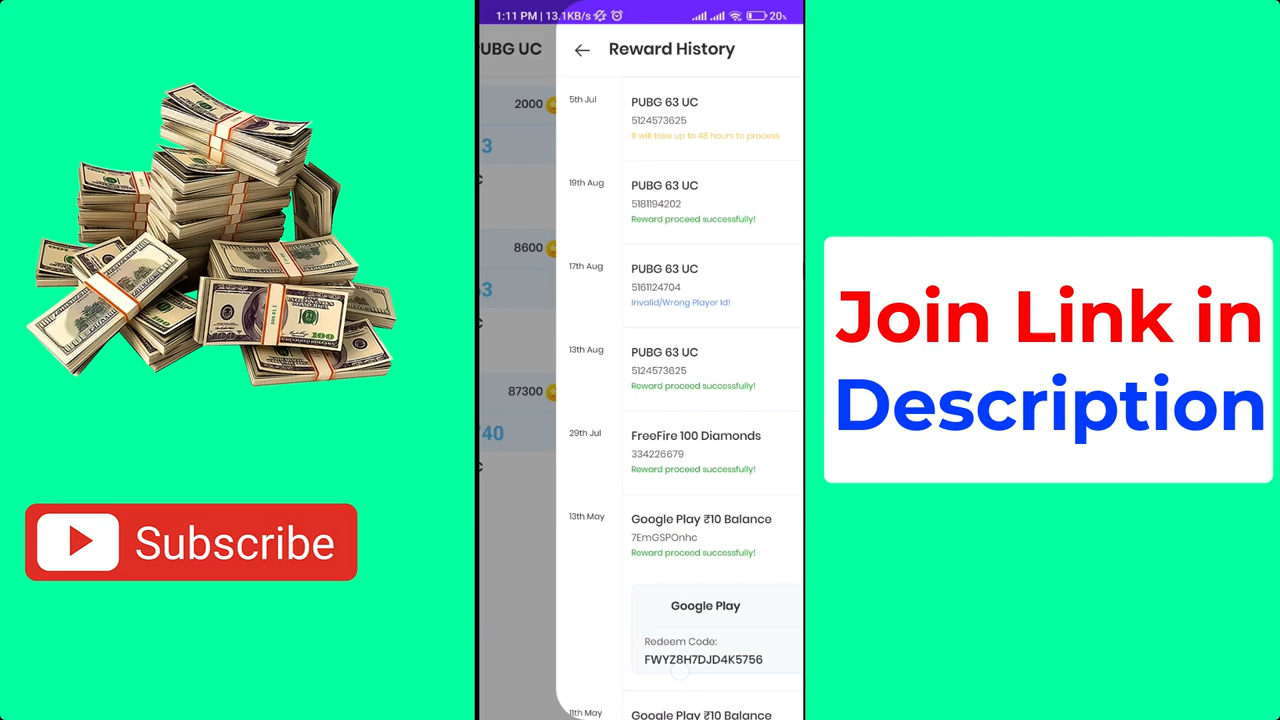 1:11 PM | 13.1KB/s
20%
UBG UC
Reward History
2000
3
8600
3
87300
40
5th Jul
PUBG 63 UC
5124573625
It will take up to 48 hours to process
19th Aug
PUBG 63 UC
5181194202
Reward proceed successfully!
17th Aug
PUBG 63 UC
5161124704
Invalid/Wrong Player Id!
13th Aug
PUBG 63 UC
5124573625
Reward proceed successfully!
29th Jul
FreeFire 100 Diamonds
334226679
Reward proceed successfully!
13th May
Google Play ₹10 Balance
7EmGSPOnhc
Reward proceed successfully!
Google Play
Redeem Code:
FWYZ8H7DJD4K5756
11th May
Google Play ₹10 Balance
Subscribe
Join Link in
Description